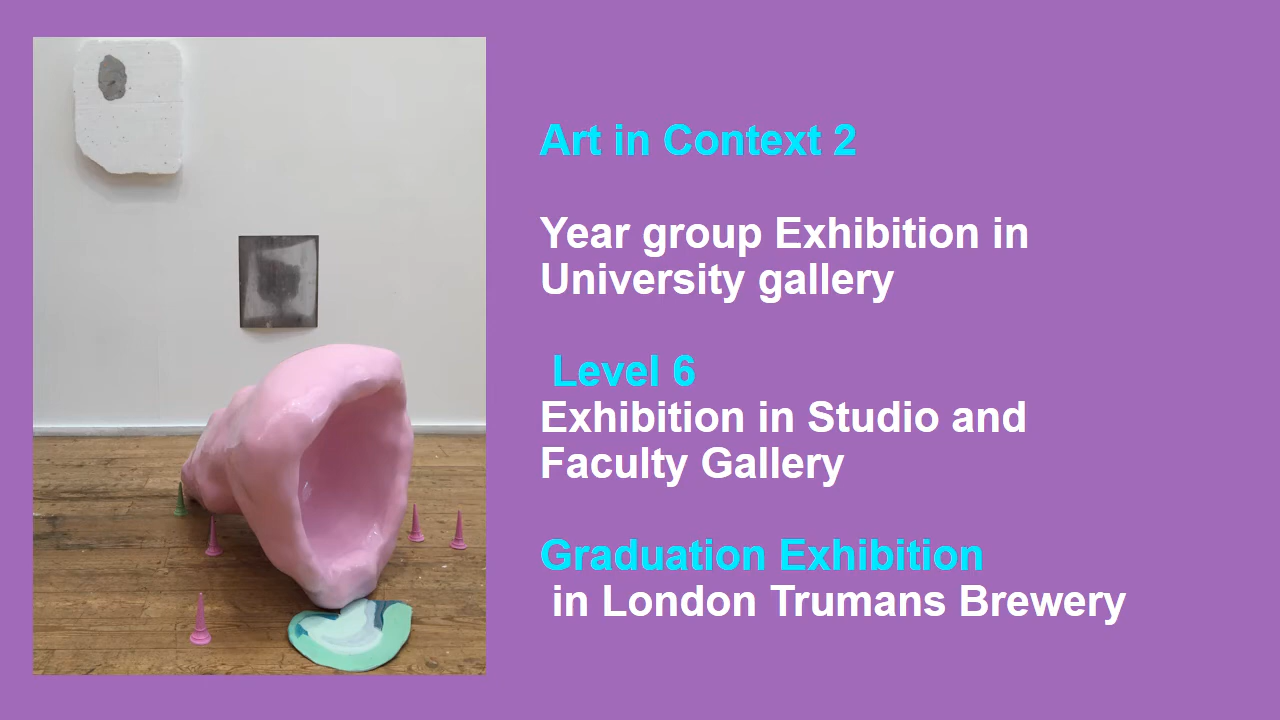 Art in Context 2
Year group Exhibition in
University gallery
Level 6
Exhibition in Studio and
Faculty Gallery
Graduation Exhibition
in London Trumans Brewery